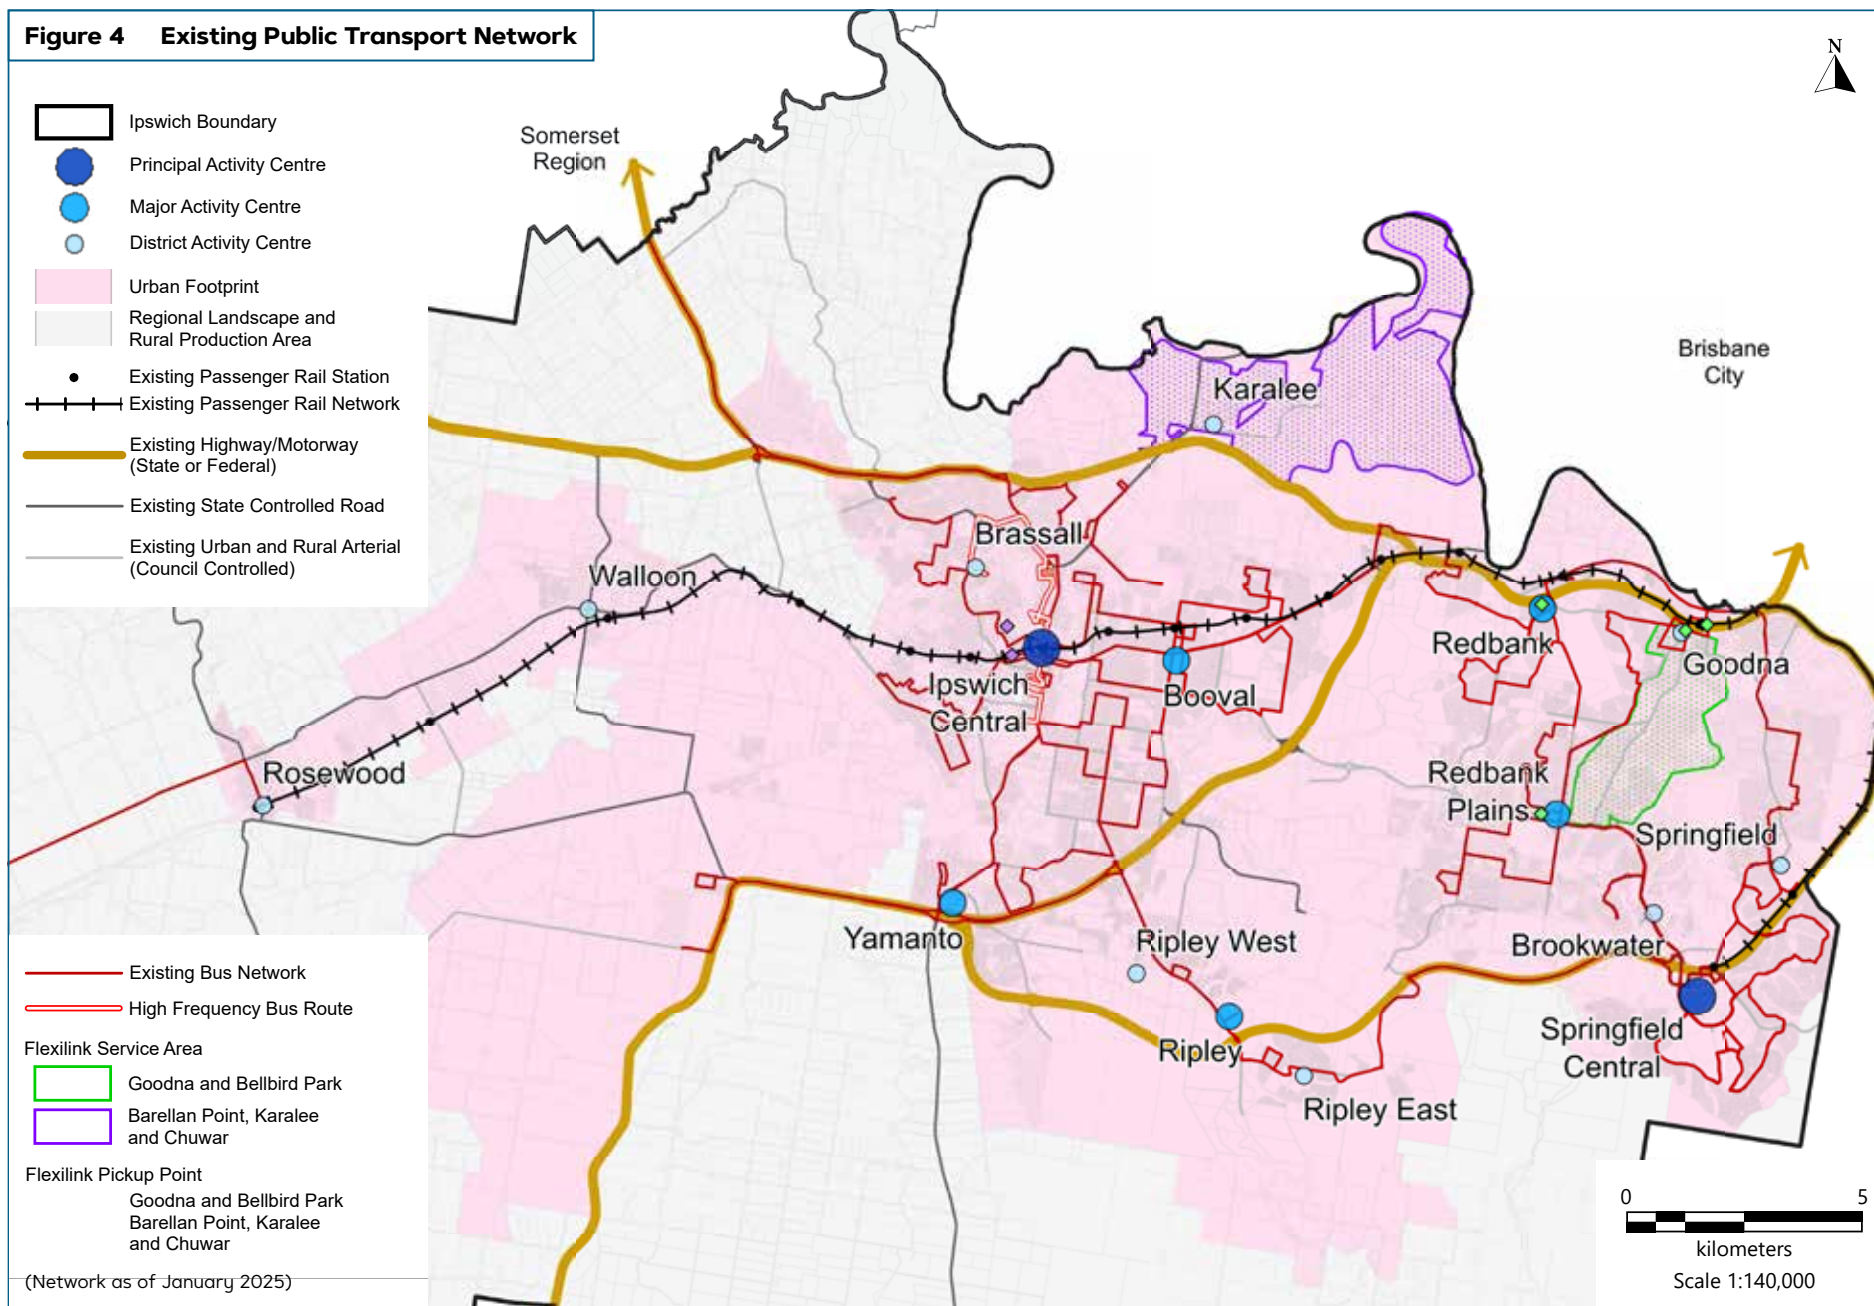 Figure 4 Existing Public Transport Network
N
Ipswich Boundary
Principal Activity Centre
Major Activity Centre
District Activity Centre
Urban Footprint
Regional Landscape and
Rural Production Area
Existing Passenger Rail Station
Existing Passenger Rail Network
Existing Highway/Motorway
(State or Federal)
Existing State Controlled Road
Existing Urban and Rural Arterial
(Council Controlled)
Somerset
Region
Brisbane
City
Karalee
Brassall
Walloon
Redbank
Goodna
Ipswich
Central
Booval
Rosewood
Redbank
Plains
Springfield
Yamanto
Ripley West
Brookwater
Ripley
Springfield
Central
Ripley East
Existing Bus Network
High Frequency Bus Route
Flexilink Service Area
Goodna and Bellbird Park
Barellan Point, Karalee
and Chuwar
Flexilink Pickup Point
Goodna and Bellbird Park
Barellan Point, Karalee
and Chuwar
(Network as of January 2025)
0 5
kilometers
Scale 1:140,000